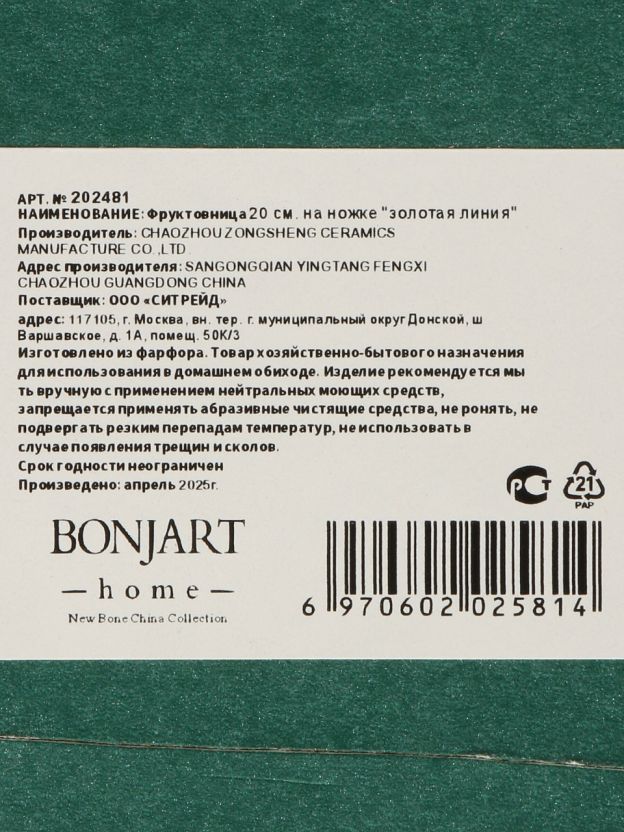 АРТ. № 202481
НАИМЕНОВАНИЕ: Фруктовница 20 см. на ножке "золотая линия"
Производитель: CHAOZHOU ZONGSHENG CERAMICS
MANUFACTURE CO.,LTD
Адрес производителя: SANGONGQIAN YINGTANG FENGXI
CHAOZHOU GUANGDONG CHINA
Поставщик: ООО «СИТРЕЙД»
адрес: 117105, г. Москва, вн. тер. г. муниципальный округ Донской, ш
Варшавское, д. 1А, помещ. 50К/3
Изготовлено из фарфора. Товар хозяйственно-бытового назначения
для использования в домашнем обиходе. Изделие рекомендуется мы
ть вручную с применением нейтральных моющих средств,
запрещается применять абразивные чистящие средства, не ронять, не
подвергать резким перепадам температур, не использовать в
случае появления трещин и сколов.
Срок годности неограничен
Произведено: апрель 2025г.
РСТ
21
PAP
BONJART
— home —
New Bone China Collection
6 970602 025814